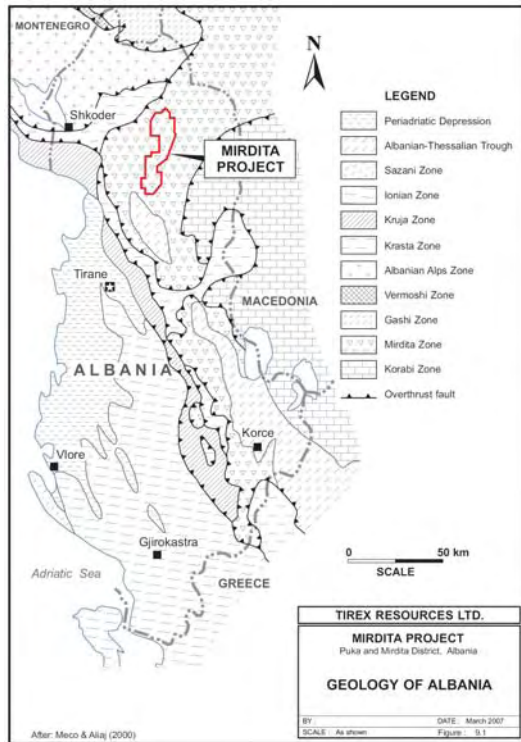 MONTENEGRO
N
Shkoder
MIRDITA
PROJECT
LEGEND
Periadriatic Depression
Albanian-Thessalian Trough
Sazani Zone
Ionian Zone
Kruja Zone
Krasta Zone
Albanian Alps Zone
Vermoshi Zone
Gashi Zone
Mirdita Zone
Korabi Zone
Overthrust fault
Tirane
MACEDONIA
ALBANIA
Korce
Vlore
Gjirokastra
Adriatic Sea
GREECE
0 50 km
SCALE
TIREX RESOURCES LTD.
MIRDITA PROJECT
Puka and Mirdita District, Albania
GEOLOGY OF ALBANIA
BY :
DATE : March 2007
SCALE : As shown
Figure : 9.1
After: Meco & Aliaj (2000)